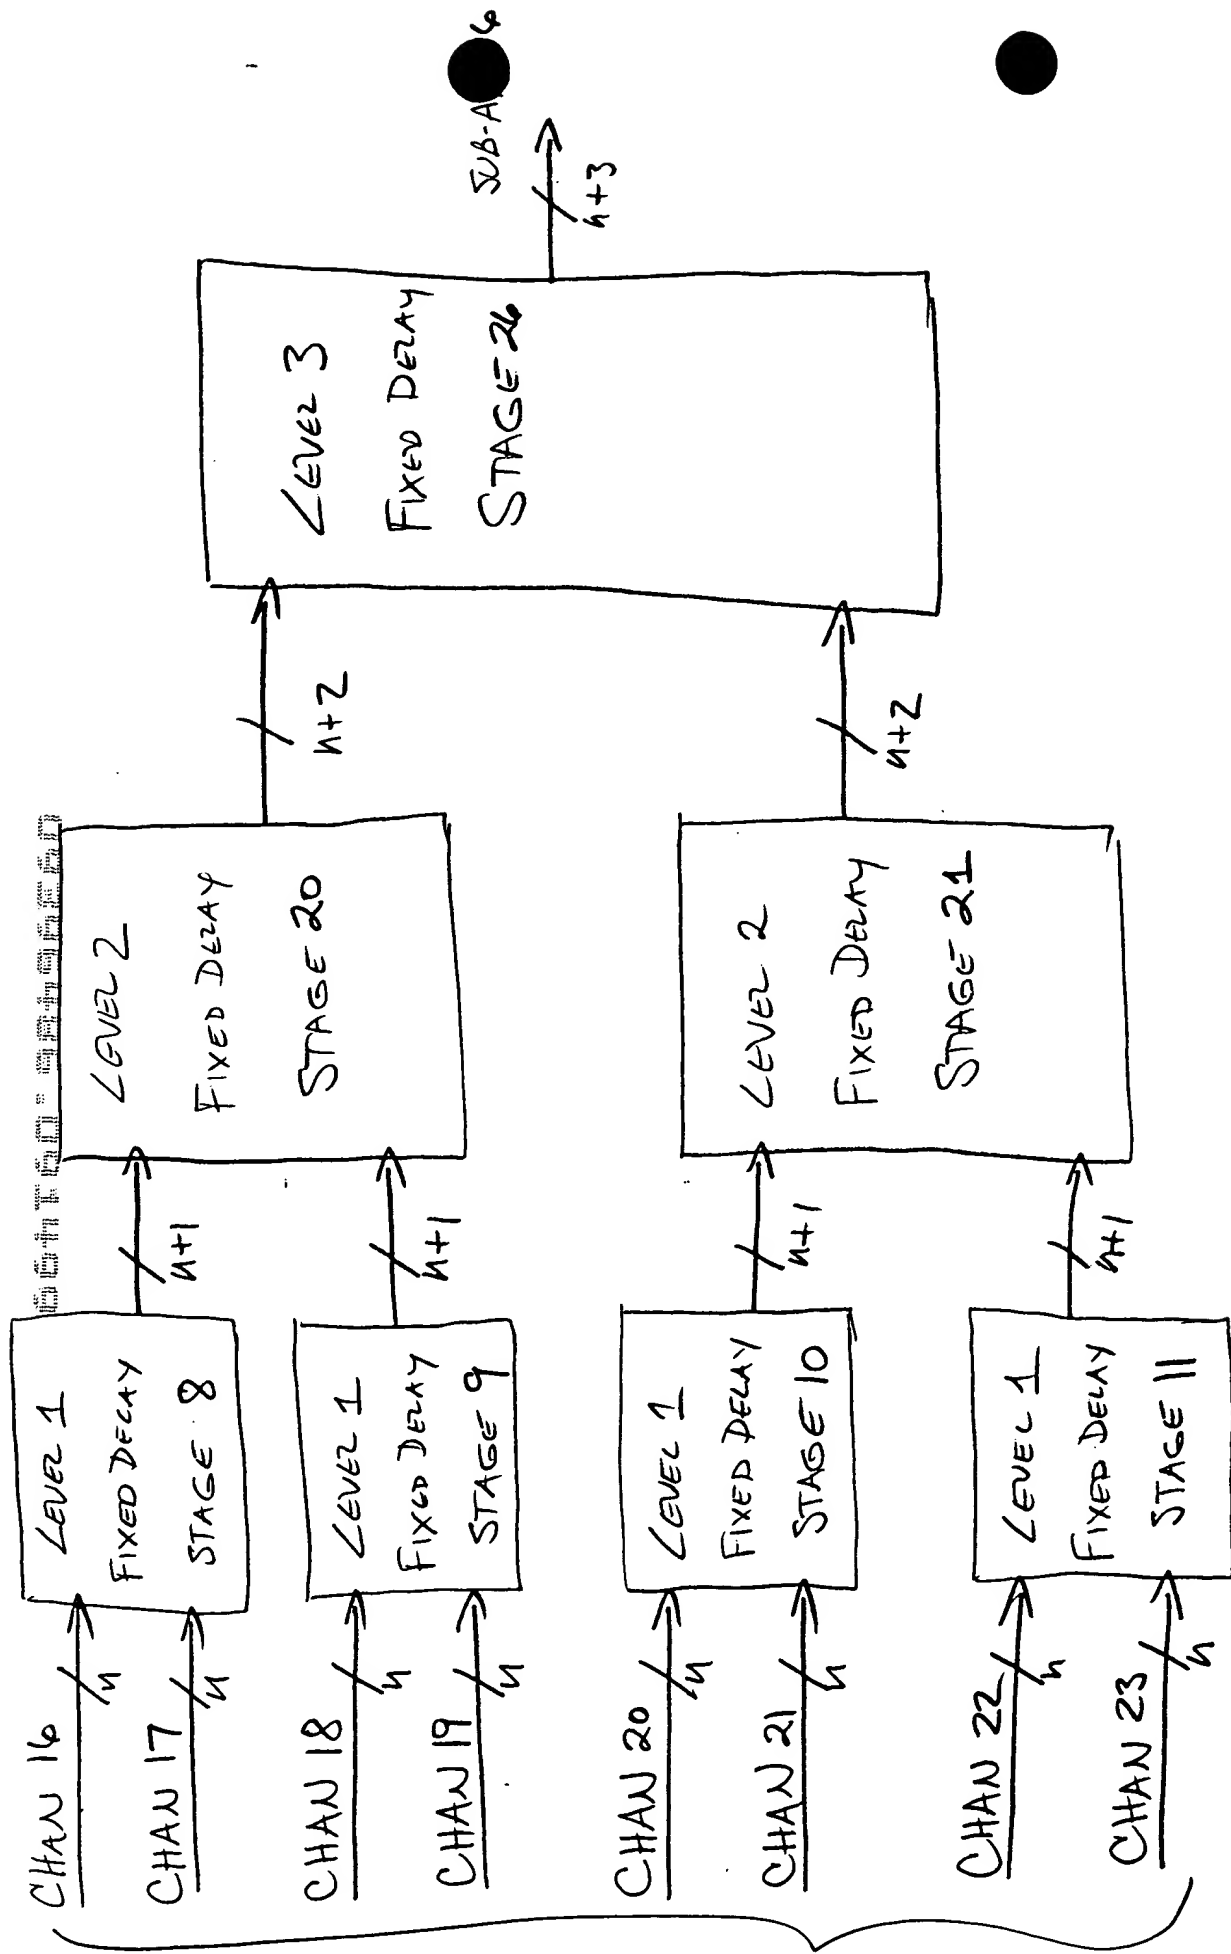 CHAN 16
n
CHAN 17
n
LEVEL 1
FIXED DELAY
STAGE 8
n+1
CHAN 18
n
CHAN 19
n
LEVEL 1
FIXED DELAY
STAGE 9
n+1
LEVEL 2
FIXED DELAY
STAGE 20
n+2
CHAN 20
n
CHAN 21
n
LEVEL 1
FIXED DELAY
STAGE 10
n+1
CHAN 22
n
CHAN 23
n
LEVEL 1
FIXED DELAY
STAGE 11
n+1
LEVEL 2
FIXED DELAY
STAGE 21
n+2
LEVEL 3
FIXED DELAY
STAGE 26
n+3
SUB-A